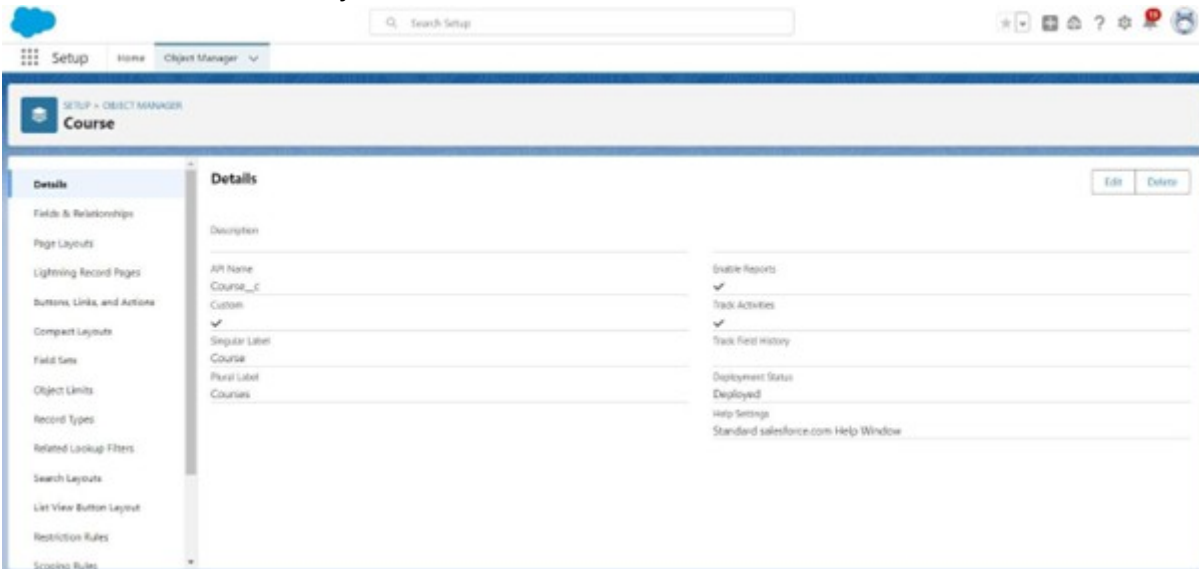 Search Setup
19
Setup
Home
Object Manager
SETUP > OBJECT MANAGER
Course
Details
Fields & Relationships
Page Layouts
Lightning Record Pages
Buttons, Links, and Actions
Compact Layouts
Field Sets
Object Limits
Record Types
Related Lookup Filters
Search Layouts
List View Button Layout
Restriction Rules
Scoping Rules
Details
Edit
Delete
Description
API Name
Course__c
Custom
Singular Label
Course
Plural Label
Courses
Enable Reports
Track Activities
Track Field History
Deployment Status
Deployed
Help Settings
Standard salesforce.com Help Window